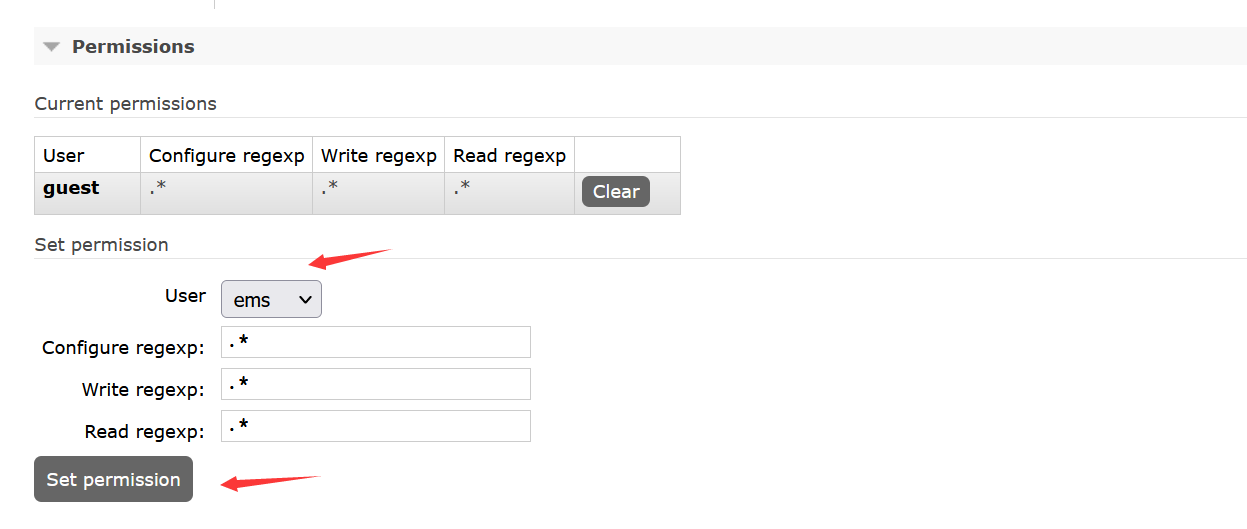 Permissions
Current permissions
User Configure regexp Write regexp Read regexp
guest .* .* .* Clear
Set permission
User ems
Configure regexp: .*
Write regexp: .*
Read regexp: .*
Set permission